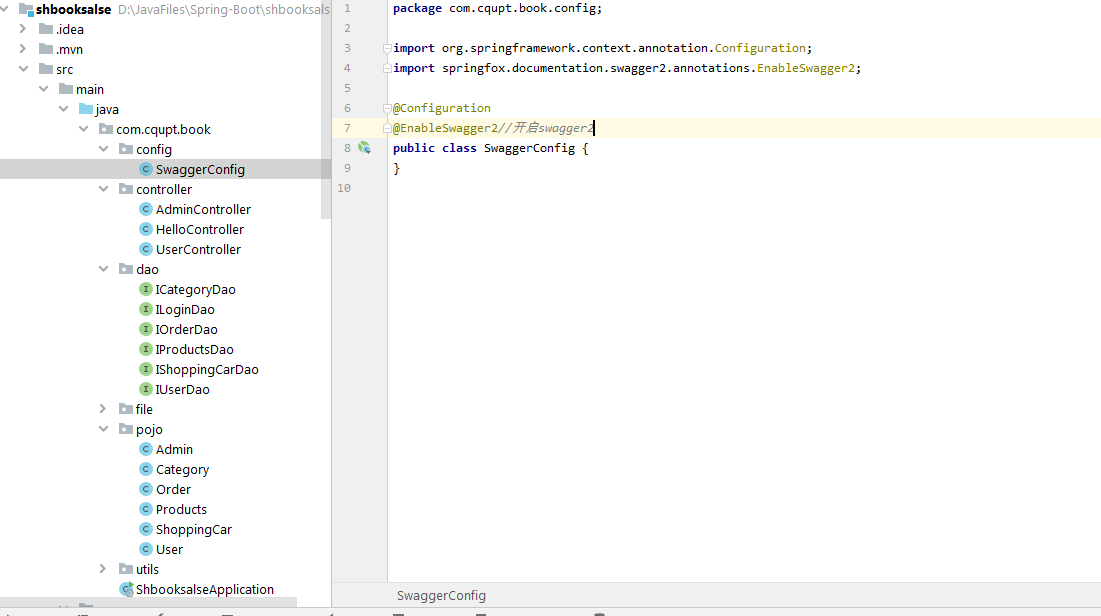 shbooksalse D:\JavaFiles\Spring-Boot\shbooksals
.idea
.mvn
src
main
java
com.cqupt.book
config
SwaggerConfig
controller
AdminController
HelloController
UserController
dao
ICategoryDao
ILoginDao
IOrderDao
IProductsDao
IShoppingCarDao
IUserDao
file
pojo
Admin
Category
Order
Products
ShoppingCar
User
utils
ShbooksalseApplication
1 package com.cqupt.book.config;
2
3 import org.springframework.context.annotation.Configuration;
4 import springfox.documentation.swagger2.annotations.EnableSwagger2;
5
6 @Configuration
7 @EnableSwagger2//开启swagger2
8 public class SwaggerConfig {
9 }
10
SwaggerConfig